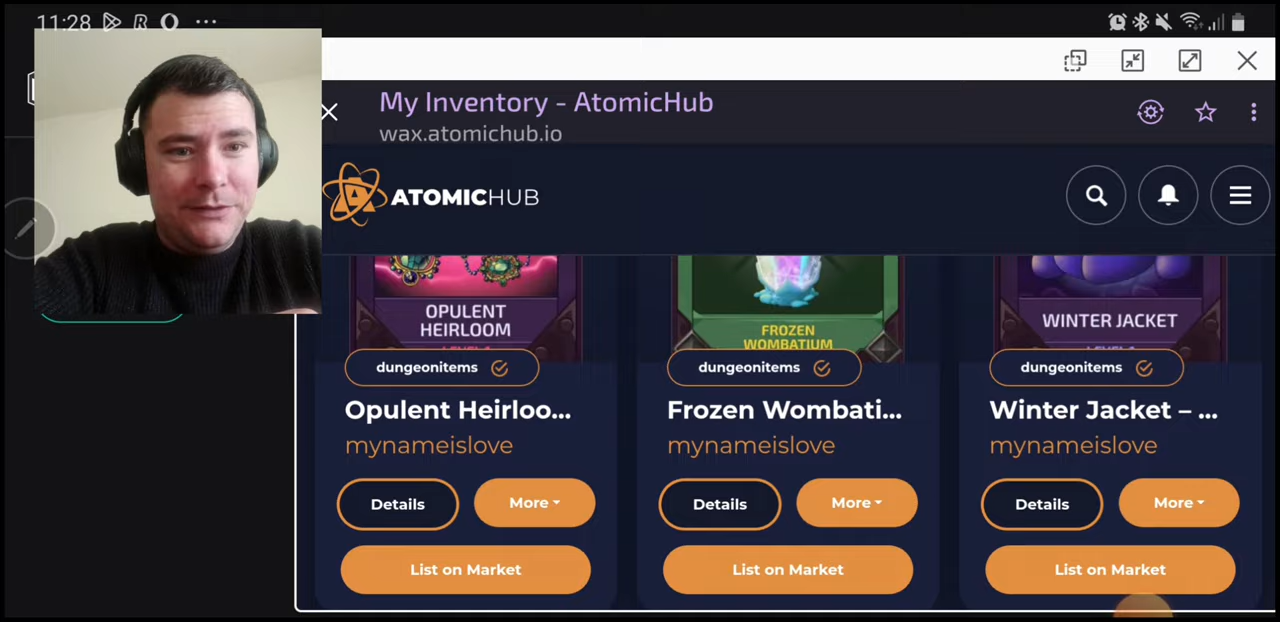 11:28
My Inventory - AtomicHub
wax.atomichub.io
ATOMICHUB
OPULENT
HEIRLOOM
FROZEN
WOMBATIUM
WINTER JACKET
dungeonitems
dungeonitems
dungeonitems
Opulent Heirloo...
Frozen Wombati...
Winter Jacket – ...
mynameislove
mynameislove
mynameislove
Details
More
Details
More
Details
More
List on Market
List on Market
List on Market